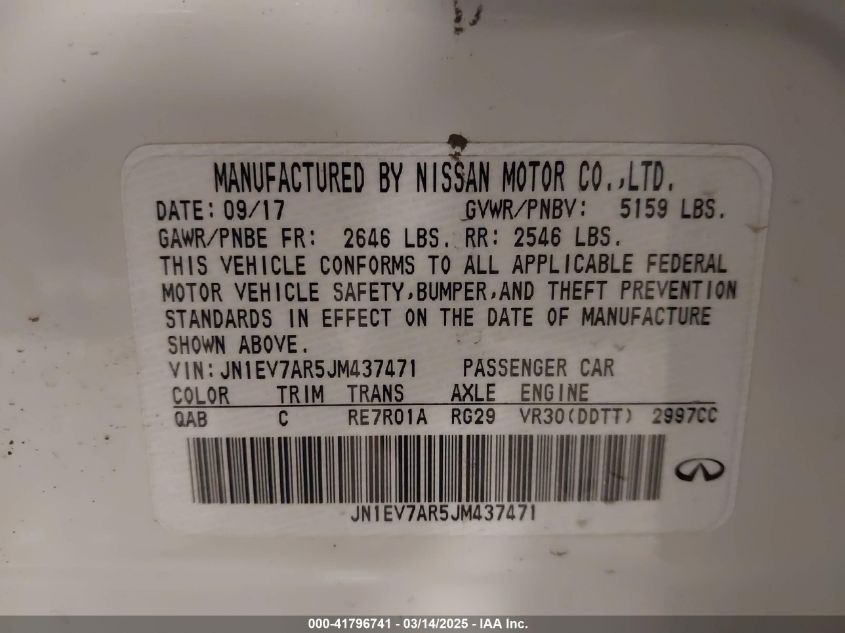 MANUFACTURED BY NISSAN MOTOR CO.,LTD.
DATE: 09/17 GVWR/PNBV: 5159 LBS.
GAWR/PNBE FR: 2646 LBS. RR: 2546 LBS.
THIS VEHICLE CONFORMS TO ALL APPLICABLE FEDERAL
MOTOR VEHICLE SAFETY,BUMPER,AND THEFT PREVENTION
STANDARDS IN EFFECT ON THE DATE OF MANUFACTURE
SHOWN ABOVE.
VIN: JN1EV7AR5JM437471 PASSENGER CAR
COLOR TRIM TRANS AXLE ENGINE
QAB C RE7R01A RG29 VR30(DDTT) 2997CC
JN1EV7AR5JM437471
000-41796741 - 03/14/2025 - IAA Inc.